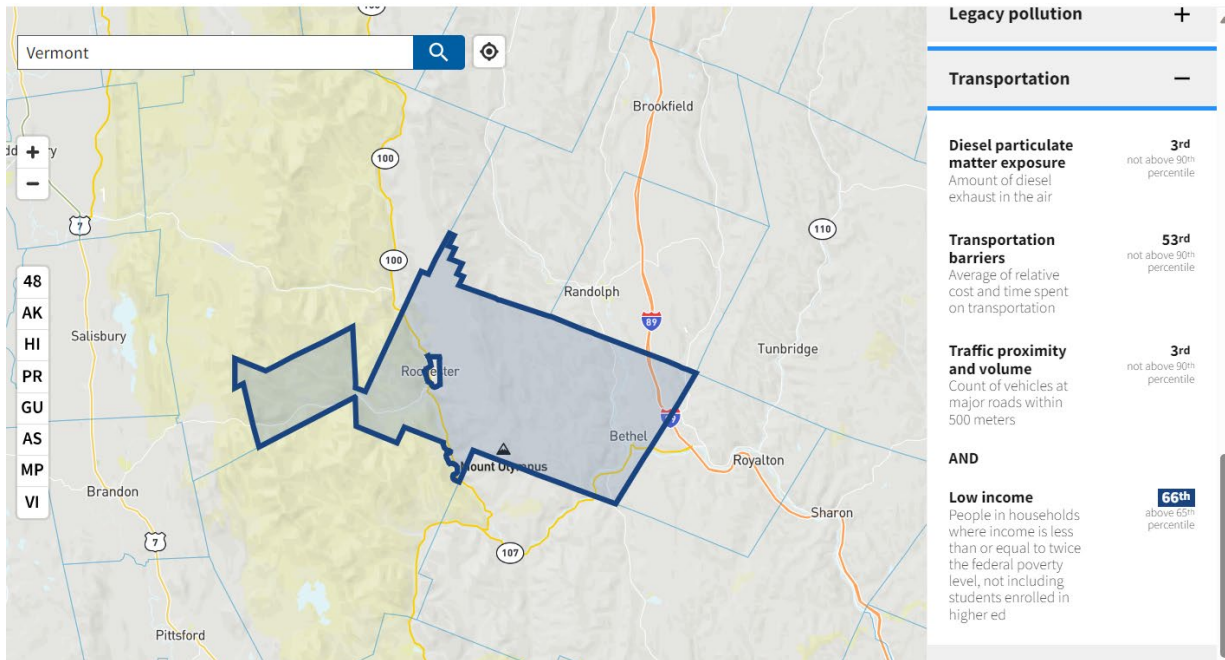 Vermont
+
−
48
AK
HI
PR
GU
AS
MP
VI
100
Brookfield
100
7
110
100
Randolph
89
Salisbury
Tunbridge
Rochester
Bethel
Mount Olympus
Royalton
Brandon
Sharon
7
107
Pittsford
1
Legacy pollution +
Transportation −
Diesel particulate
matter exposure
Amount of diesel
exhaust in the air
3rd
not above 90th
percentile
Transportation
barriers
Average of relative
cost and time spent
on transportation
53rd
not above 90th
percentile
Traffic proximity
and volume
Count of vehicles at
major roads within
500 meters
3rd
not above 90th
percentile
AND
Low income
People in households
where income is less
than or equal to twice
the federal poverty
level, not including
students enrolled in
higher ed
66th
above 65th
percentile